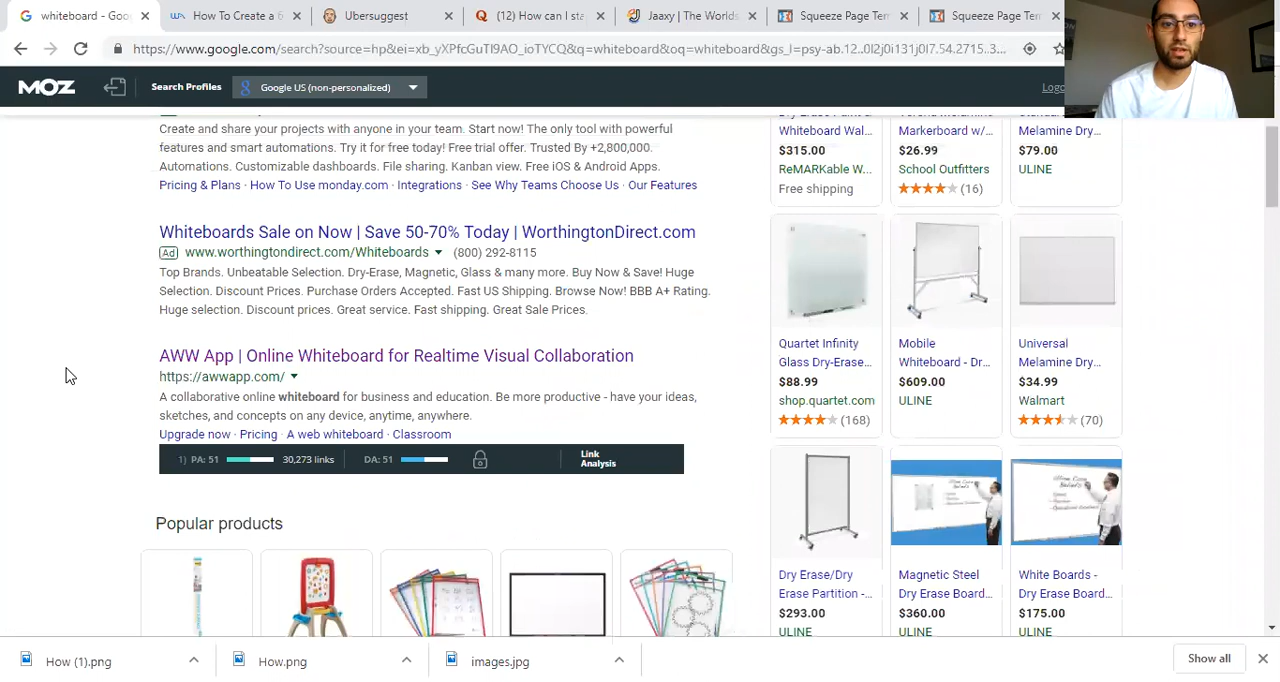 whiteboard - Goo
How To Create a 6
Ubersuggest
(12) How can I sta
Jaaxy | The Worlds
Squeeze Page Tem
Squeeze Page Tem
https://www.google.com/search?source=hp&ei=xb_yXPfcGuTI9AO_ioTYCQ&q=whiteboard&oq=whiteboard&gs_l=psy-ab.12..0l2j0i131j0l7.54.2715..3...
MOZ
Search Profiles
Google US (non-personalized)
Create and share your projects with anyone in your team. Start now! The only tool with powerful
features and smart automations. Try it for free today! Free trial offer. Trusted By +2,800,000.
Automations. Customizable dashboards. File sharing. Kanban view. Free iOS & Android Apps.
Pricing & Plans · How To Use monday.com · Integrations · See Why Teams Choose Us · Our Features
Whiteboards Sale on Now | Save 50-70% Today | WorthingtonDirect.com
Ad www.worthingtondirect.com/Whiteboards (800) 292-8115
Top Brands. Unbeatable Selection. Dry-Erase, Magnetic, Glass & many more. Buy Now & Save! Huge
Selection. Discount Prices. Purchase Orders Accepted. Fast US Shipping. Browse Now! BBB A+ Rating.
Huge selection. Discount prices. Great service. Fast shipping. Great Sale Prices.
AWW App | Online Whiteboard for Realtime Visual Collaboration
https://awwapp.com/
A collaborative online whiteboard for business and education. Be more productive - have your ideas,
sketches, and concepts on any device, anytime, anywhere.
Upgrade now · Pricing · A web whiteboard · Classroom
1) PA: 51 30,273 links DA: 51 Link
Analysis
Popular products
Whiteboard Wal...
$315.00
ReMARKable W...
Free shipping
Markerboard w/...
$26.99
School Outfitters
(16)
Melamine Dry...
$79.00
ULINE
Quartet Infinity
Glass Dry-Erase...
$88.99
shop.quartet.com
(168)
Mobile
Whiteboard - Dr...
$609.00
ULINE
Universal
Melamine Dry...
$34.99
Walmart
(70)
Dry Erase/Dry
Erase Partition -...
$293.00
ULINE
Magnetic Steel
Dry Erase Board...
$360.00
ULINE
White Boards -
Dry Erase Board...
$175.00
ULINE
How (1).png
How.png
images.jpg
Show all